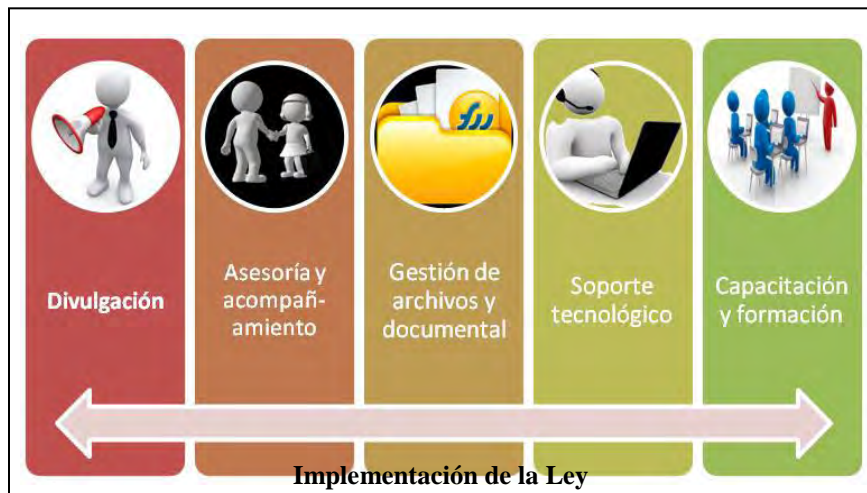 Divulgación
Asesoría y
acompañ-
amiento
Gestión de
archivos y
documental
Soporte
tecnológico
Capacitación
y formación
Implementación de la Ley